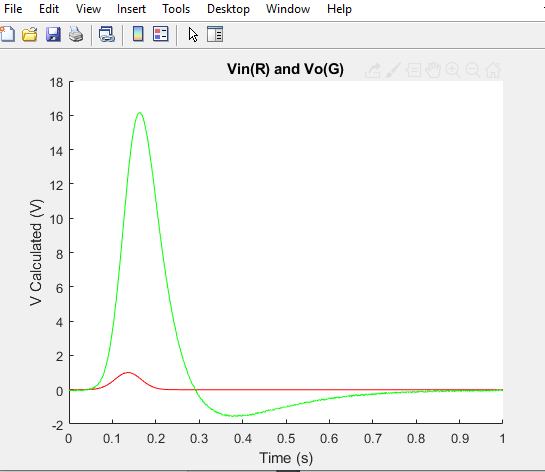 File Edit View Insert Tools Desktop Window Help
Vin(R) and Vo(G)
18
16
14
12
10
8
6
4
2
0
-2
V Calculated (V)
0 0.1 0.2 0.3 0.4 0.5 0.6 0.7 0.8 0.9 1
Time (s)